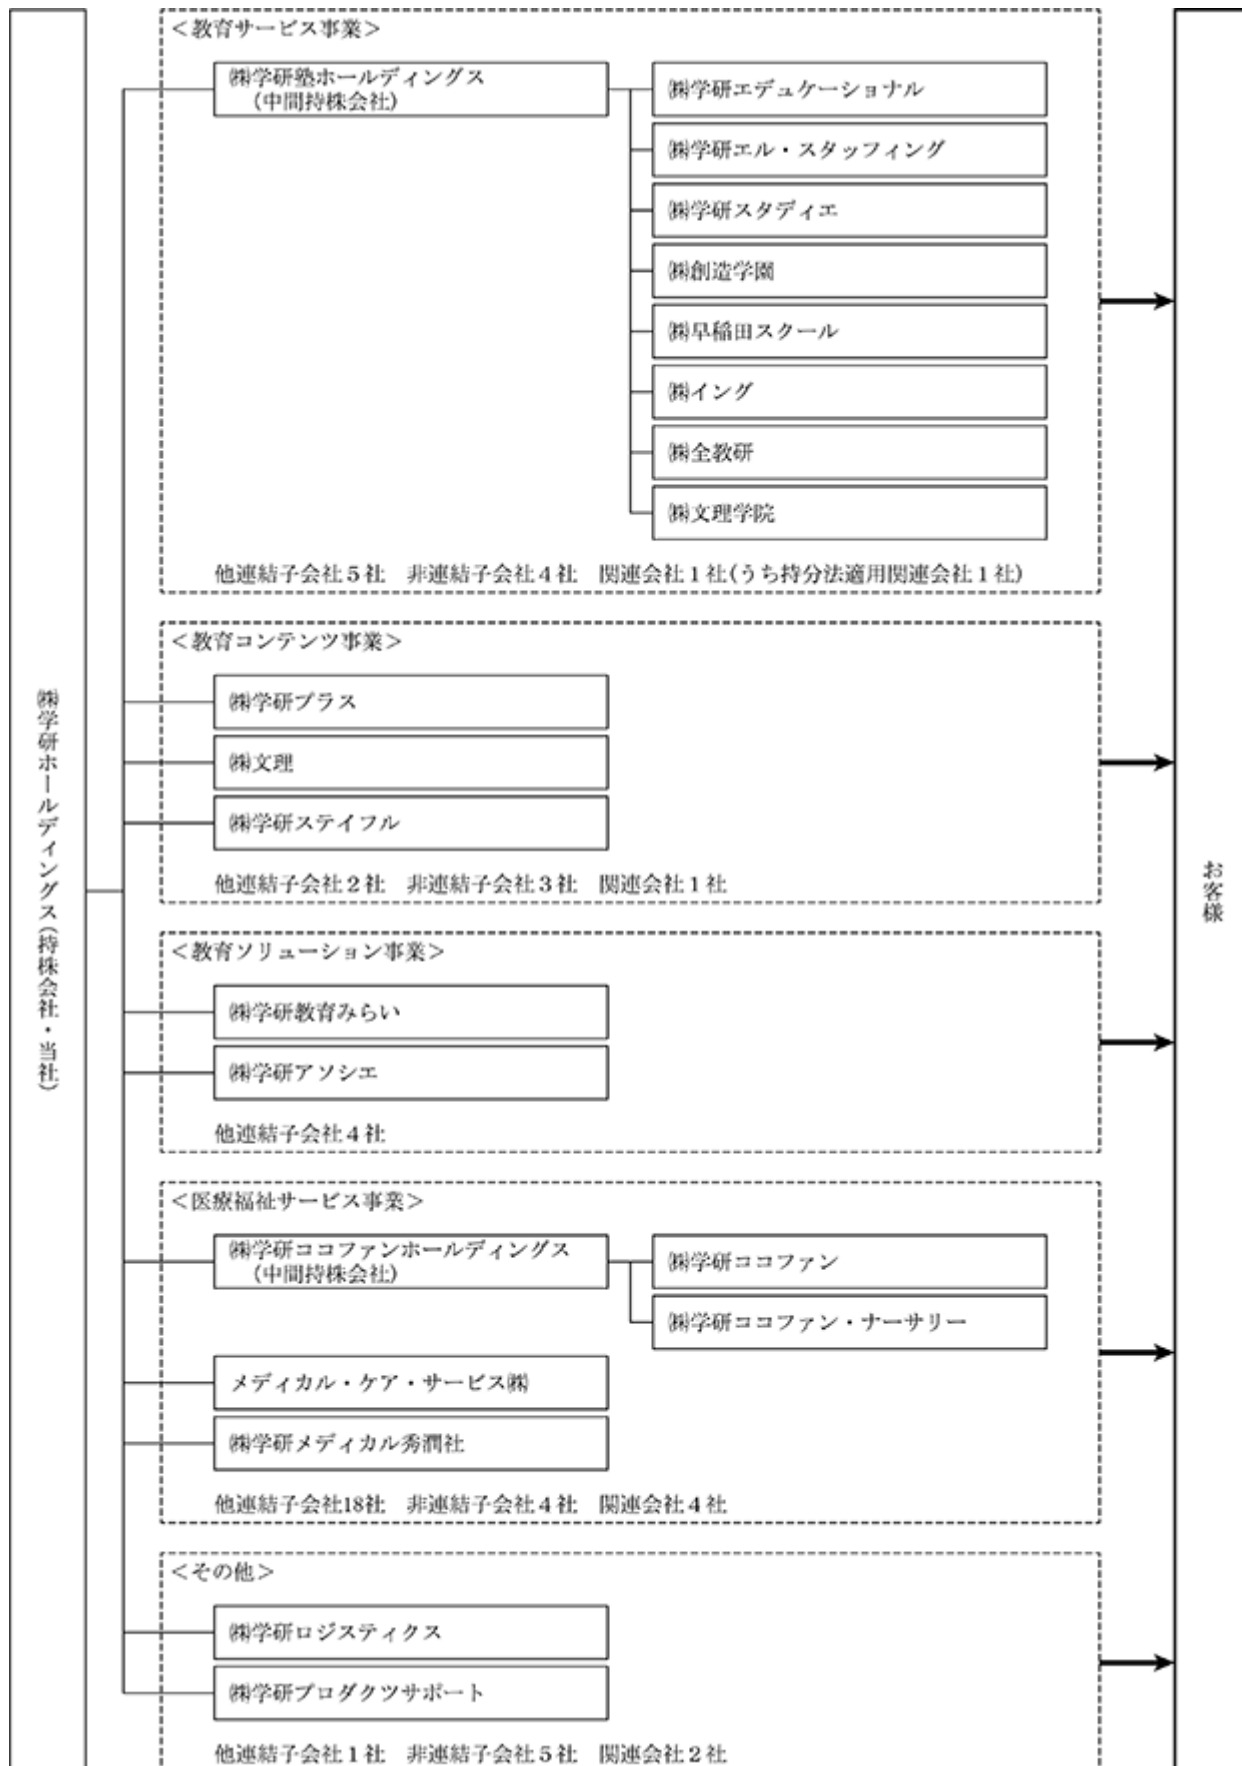 ㈱学研ホールディングス(持株会社・当社)
＜教育サービス事業＞
㈱学研塾ホールディングス
(中間持株会社)
㈱学研エデュケーショナル
㈱学研エル・スタッフィング
㈱学研スタディエ
㈱創造学園
㈱早稲田スクール
㈱イング
㈱全教研
㈱文理学院
他連結子会社５社　非連結子会社４社　関連会社１社(うち持分法適用関連会社１社)
＜教育コンテンツ事業＞
㈱学研プラス
㈱文理
㈱学研ステイフル
他連結子会社２社　非連結子会社３社　関連会社１社
＜教育ソリューション事業＞
㈱学研教育みらい
㈱学研アソシエ
他連結子会社４社
＜医療福祉サービス事業＞
㈱学研ココファンホールディングス
(中間持株会社)
㈱学研ココファン
㈱学研ココファン・ナーサリー
メディカル・ケア・サービス㈱
㈱学研メディカル秀潤社
他連結子会社18社　非連結子会社４社　関連会社４社
＜その他＞
㈱学研ロジスティクス
㈱学研プロダクツサポート
他連結子会社１社　非連結子会社５社　関連会社２社
お客様